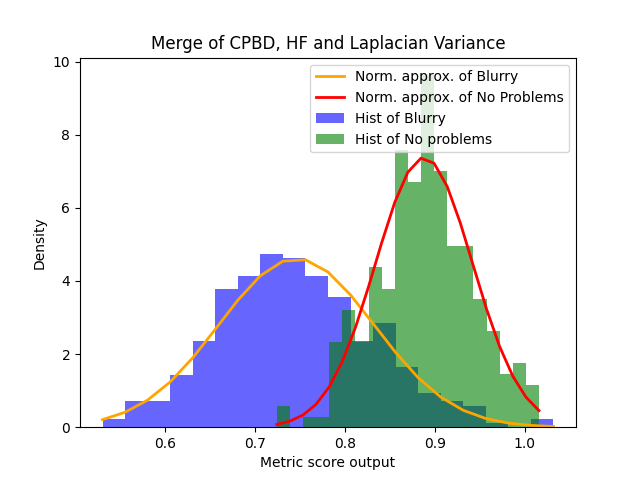 Merge of CPBD, HF and Laplacian Variance
10
8
6
4
2
0
Density
Norm. approx. of Blurry
Norm. approx. of No Problems
Hist of Blurry
Hist of No problems
0.6 0.7 0.8 0.9 1.0
Metric score output